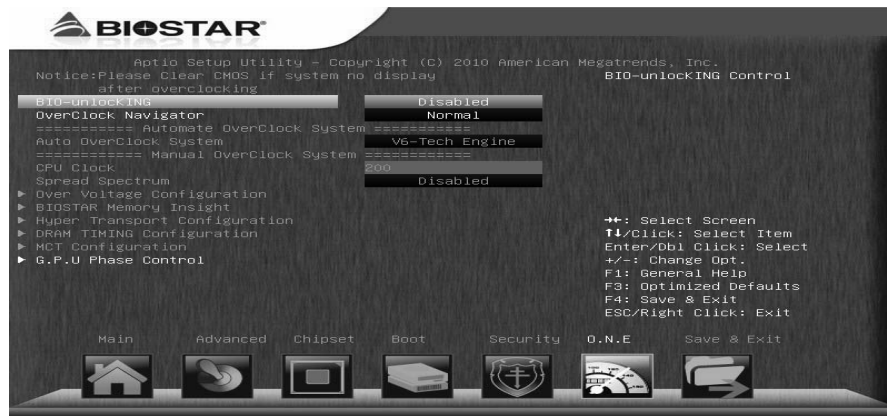 BIOSTAR
Aptio Setup Utility – Copyright (C) 2010 American Megatrends, Inc.
Notice:Please Clear CMOS if system no display
after overclocking
BIO-unlocKING Control
BIO-unlocKING Disabled
OverClock Navigator Normal
=========== Automate OverClock System ===========
Auto OverClock System V6-Tech Engine
============ Manual OverClock System ============
CPU Clock 200
Spread Spectrum Disabled
▶ Over Voltage Configuration
▶ BIOSTAR Memory Insight
▶ Hyper Transport Configuration
▶ DRAM TIMING Configuration
▶ MCT Configuration
▶ G.P.U Phase Control
→←: Select Screen
↑↓/Click: Select Item
Enter/Dbl Click: Select
+/-: Change Opt.
F1: General Help
F3: Optimized Defaults
F4: Save & Exit
ESC/Right Click: Exit
Main Advanced Chipset Boot Security O.N.E Save & Exit